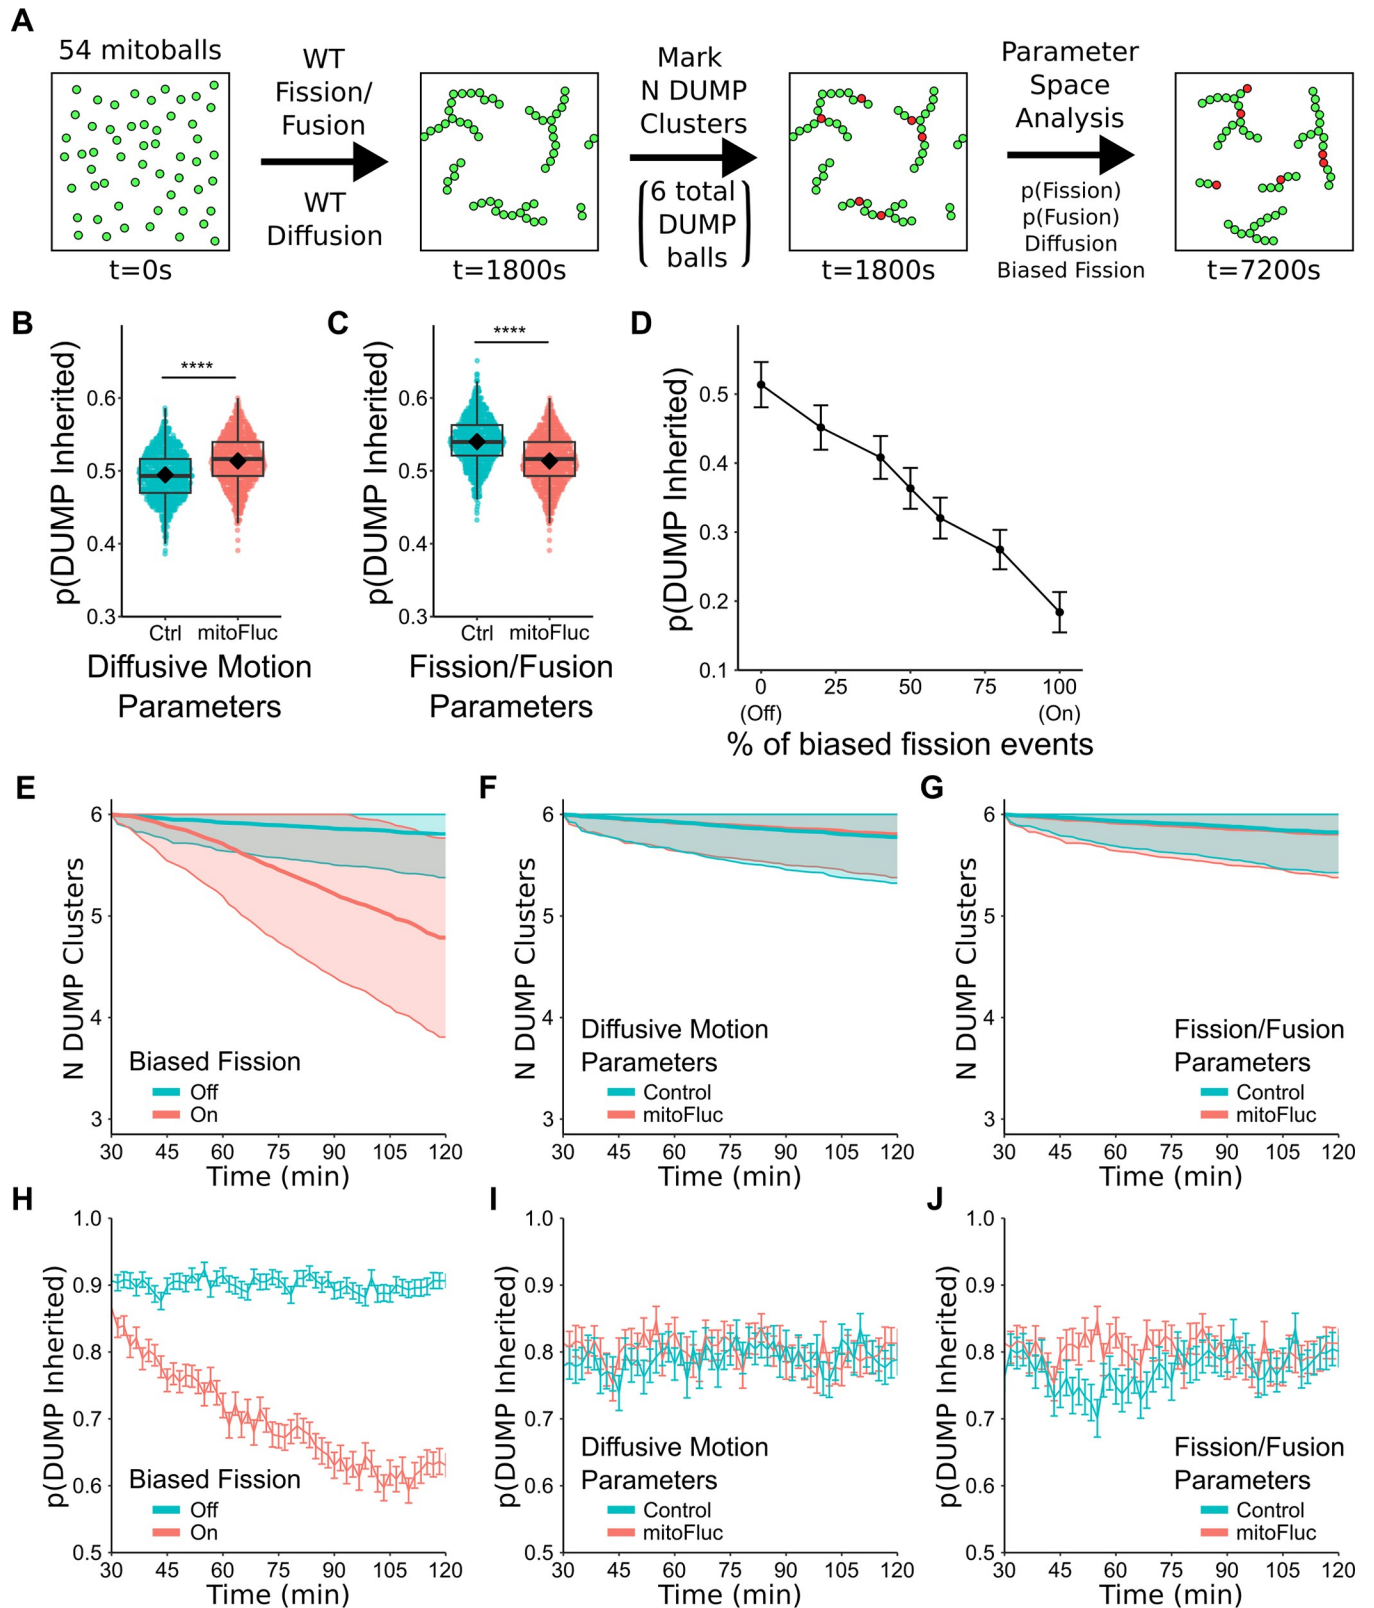 A
54 mitoballs
t=0s
WT
Fission/
Fusion
WT
Diffusion
t=1800s
Mark
N DUMP
Clusters
6 total
DUMP
balls
t=1800s
Parameter
Space
Analysis
p(Fission)
p(Fusion)
Diffusion
Biased Fission
t=7200s
B
p(DUMP Inherited)
0.6
0.5
0.4
0.3
****
Ctrl
mitoFluc
Diffusive Motion
Parameters
C
p(DUMP Inherited)
0.6
0.5
0.4
0.3
****
Ctrl
mitoFluc
Fission/Fusion
Parameters
D
p(DUMP Inherited)
0.5
0.4
0.3
0.2
0.1
0 25 50 75 100
(Off) (On)
% of biased fission events
E
N DUMP Clusters
6
5
4
3
Biased Fission
Off
On
30 45 60 75 90 105 120
Time (min)
F
N DUMP Clusters
6
5
4
3
Diffusive Motion
Parameters
Control
mitoFluc
30 45 60 75 90 105 120
Time (min)
G
N DUMP Clusters
6
5
4
3
Fission/Fusion
Parameters
Control
mitoFluc
30 45 60 75 90 105 120
Time (min)
H
p(DUMP Inherited)
1.0
0.9
0.8
0.7
0.6
0.5
Biased Fission
Off
On
30 45 60 75 90 105 120
Time (min)
I
p(DUMP Inherited)
1.0
0.9
0.8
0.7
0.6
0.5
Diffusive Motion
Parameters
Control
mitoFluc
30 45 60 75 90 105 120
Time (min)
J
p(DUMP Inherited)
1.0
0.9
0.8
0.7
0.6
0.5
Fission/Fusion
Parameters
Control
mitoFluc
30 45 60 75 90 105 120
Time (min)